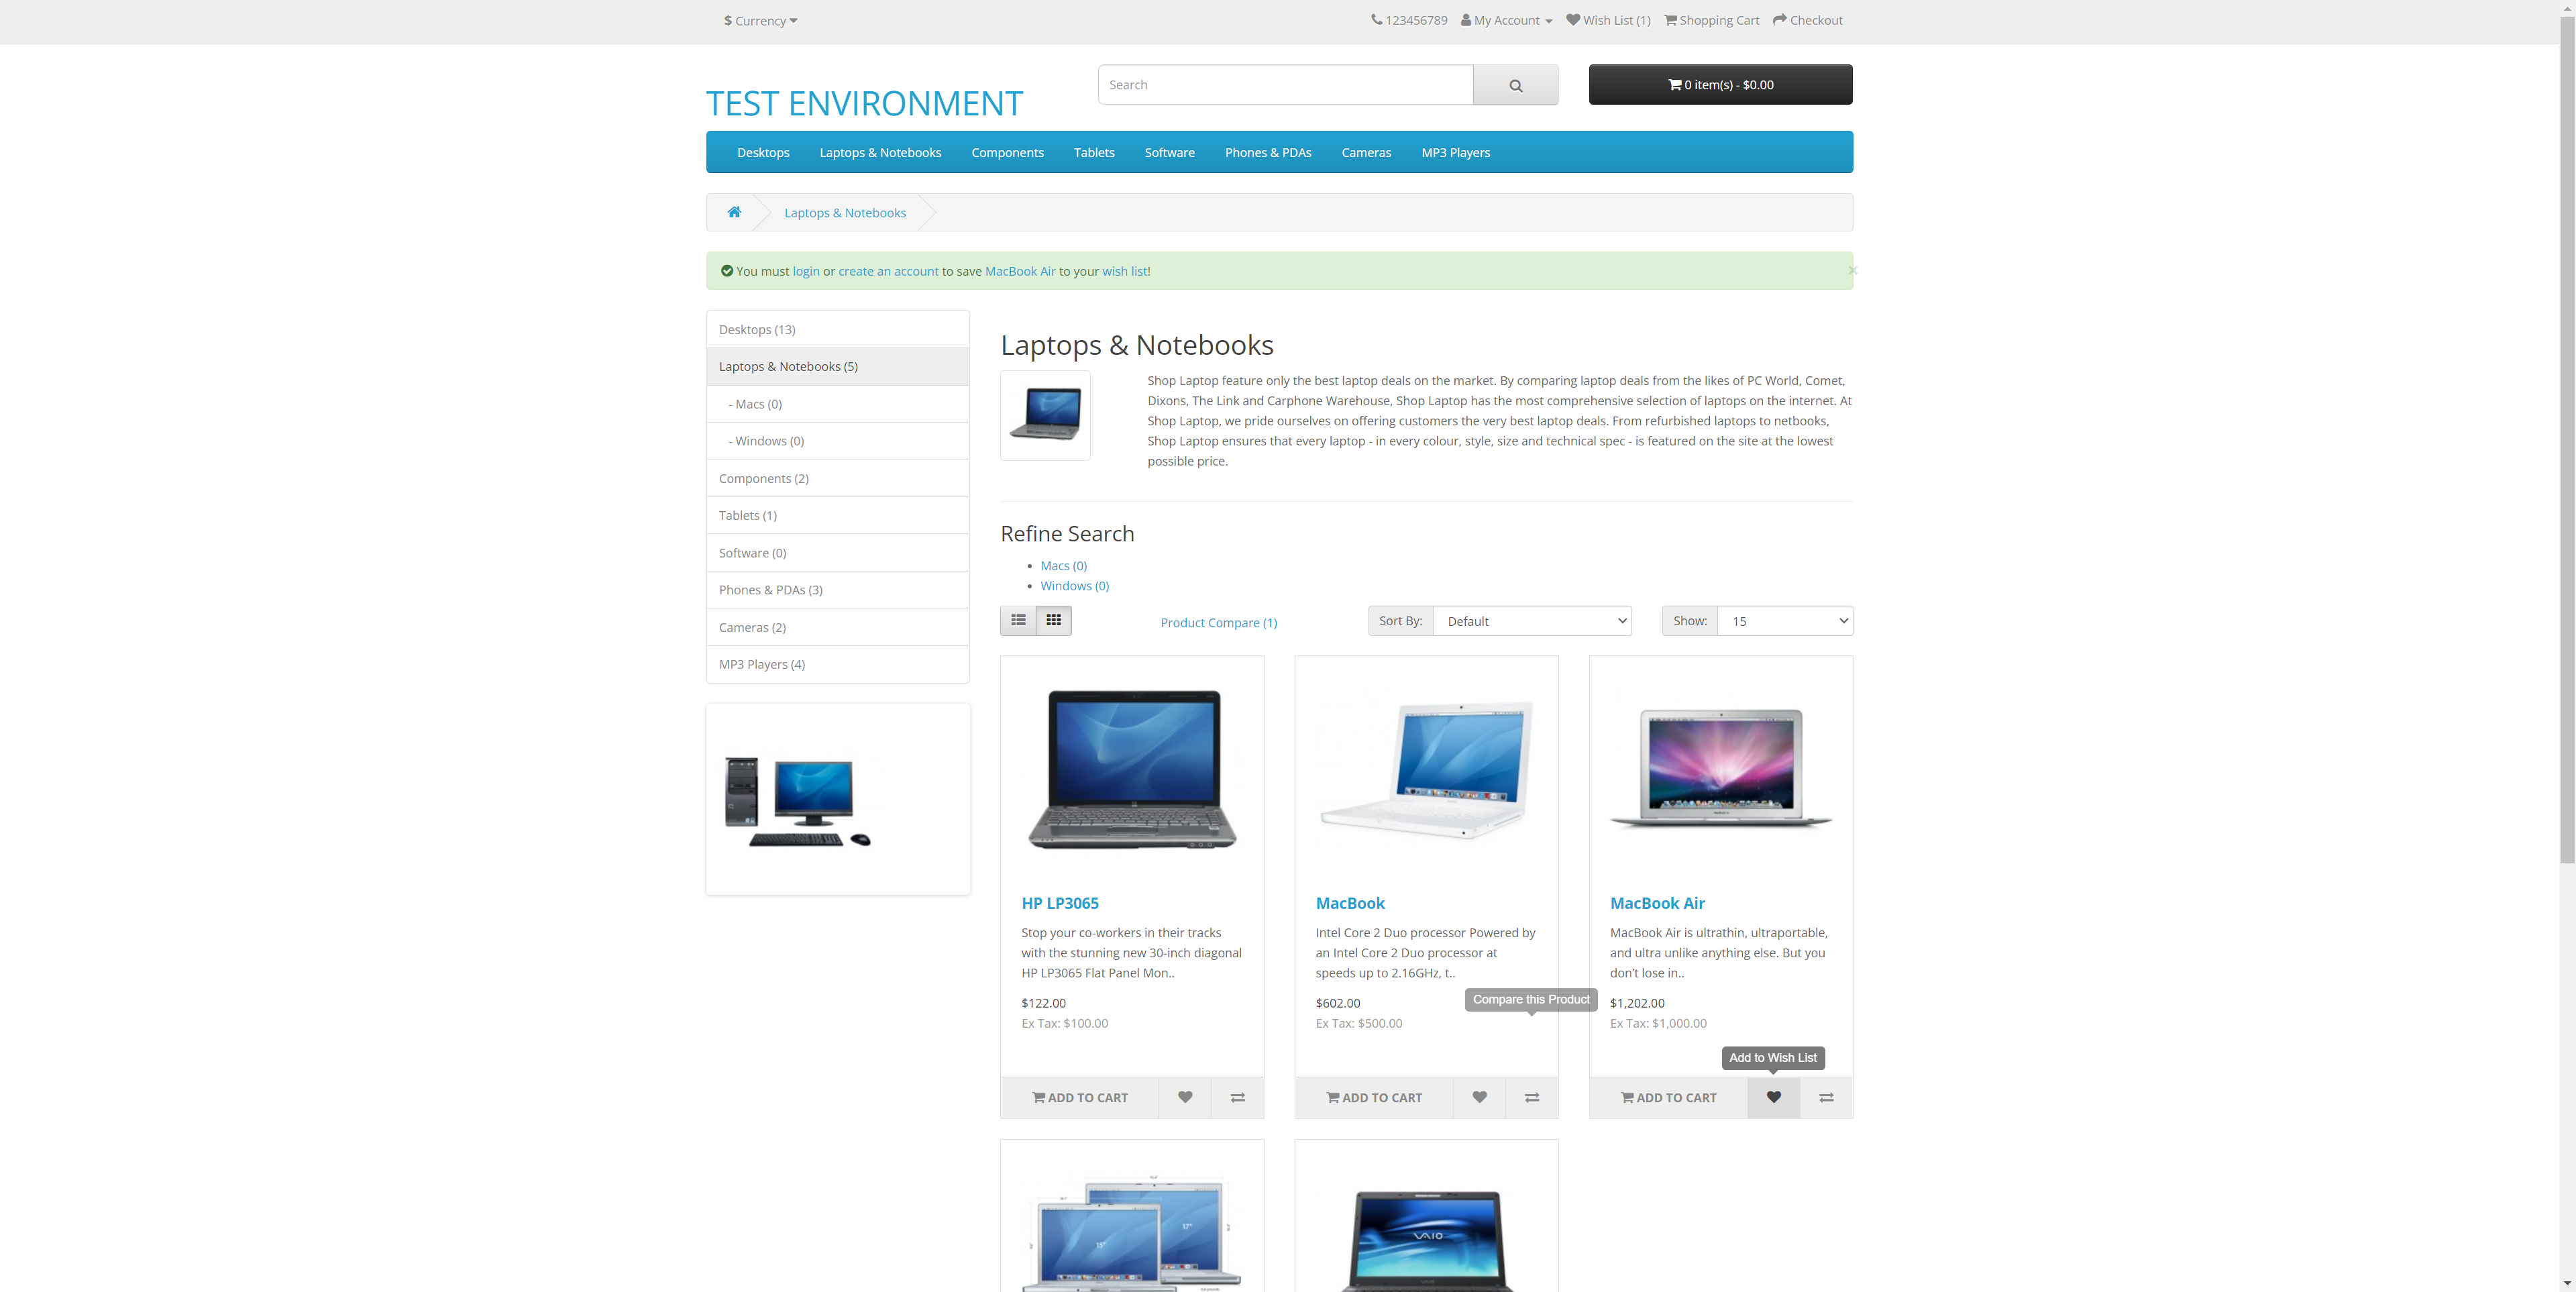 $ Currency
123456789 My Account Wish List (1) Shopping Cart Checkout
TEST ENVIRONMENT
Search
0 item(s) - $0.00
Desktops Laptops & Notebooks Components Tablets Software Phones & PDAs Cameras MP3 Players
Laptops & Notebooks
You must login or create an account to save MacBook Air to your wish list!
×
Desktops (13)
Laptops & Notebooks (5)
- Macs (0)
- Windows (0)
Components (2)
Tablets (1)
Software (0)
Phones & PDAs (3)
Cameras (2)
MP3 Players (4)
Laptops & Notebooks
Shop Laptop feature only the best laptop deals on the market. By comparing laptop deals from the likes of PC World, Comet,
Dixons, The Link and Carphone Warehouse, Shop Laptop has the most comprehensive selection of laptops on the internet. At
Shop Laptop, we pride ourselves on offering customers the very best laptop deals. From refurbished laptops to netbooks,
Shop Laptop ensures that every laptop - in every colour, style, size and technical spec - is featured on the site at the lowest
possible price.
Refine Search
Macs (0)
Windows (0)
Product Compare (1)
Sort By: Default
Show: 15
HP LP3065
Stop your co-workers in their tracks
with the stunning new 30-inch diagonal
HP LP3065 Flat Panel Mon..
$122.00
Ex Tax: $100.00
ADD TO CART
MacBook
Intel Core 2 Duo processor Powered by
an Intel Core 2 Duo processor at
speeds up to 2.16GHz, t..
$602.00
Ex Tax: $500.00
Compare this Product
ADD TO CART
MacBook Air
MacBook Air is ultrathin, ultraportable,
and ultra unlike anything else. But you
don't lose in..
$1,202.00
Ex Tax: $1,000.00
Add to Wish List
ADD TO CART
17"
15"
VAIO